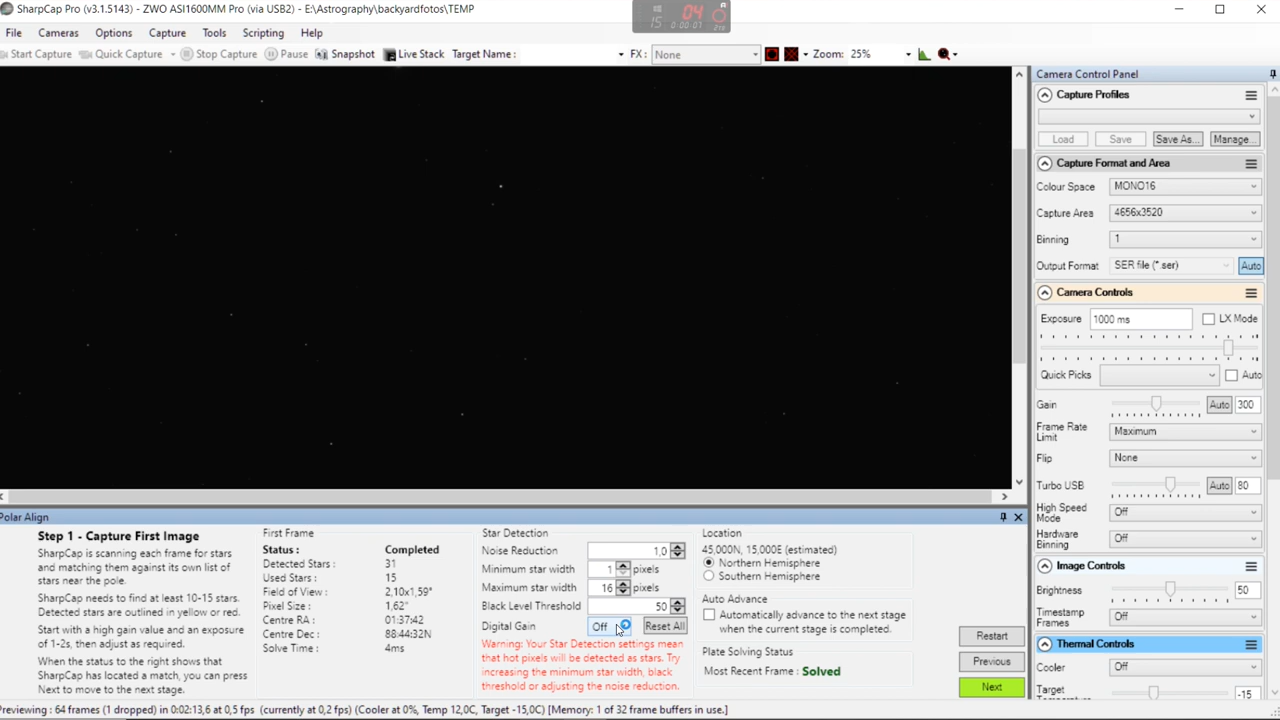 SharpCap Pro (v3.1.5143) - ZWO ASI1600MM Pro (via USB2) - E:\Astrography\backyardfotos\TEMP
15 04 0:00:07
File Cameras Options Capture Tools Scripting Help
Start Capture Quick Capture Stop Capture Pause Snapshot Live Stack Target Name : FX : None Zoom: 25%
Camera Control Panel
Capture Profiles
Load Save Save As... Manage...
Capture Format and Area
Colour Space MONO16
Capture Area 4656x3520
Binning 1
Output Format SER file (*.ser) Auto
Camera Controls
Exposure 1000 ms LX Mode
Quick Picks Auto
Gain Auto 300
Frame Rate
Limit Maximum
Flip None
Turbo USB Auto 80
High Speed
Mode Off
Hardware
Binning Off
Image Controls
Brightness 50
Timestamp
Frames Off
Thermal Controls
Cooler Off
Target -15
Polar Align
Step 1 - Capture First Image
SharpCap is scanning each frame for stars
and matching them against its own list of
stars near the pole.
SharpCap needs to find at least 10-15 stars.
Detected stars are outlined in yellow or red.
Start with a high gain value and an exposure
of 1-2s, then adjust as required.
When the status to the right shows that
SharpCap has located a match, you can press
Next to move to the next stage.
First Frame
Status : Completed
Detected Stars : 31
Used Stars : 15
Field of View : 2,10x1,59°
Pixel Size : 1,62"
Centre RA : 01:37:42
Centre Dec : 88:44:32N
Solve Time : 4ms
Star Detection
Noise Reduction 1,0
Minimum star width 1 pixels
Maximum star width 16 pixels
Black Level Threshold 50
Digital Gain Off Reset All
Warning: Your Star Detection settings mean
that hot pixels will be detected as stars. Try
increasing the minimum star width, black
threshold or adjusting the noise reduction.
Location
45,000N, 15,000E (estimated)
Northern Hemisphere
Southern Hemisphere
Auto Advance
Automatically advance to the next stage
when the current stage is completed.
Plate Solving Status
Most Recent Frame : Solved
Restart
Previous
Next
Previewing : 64 frames (1 dropped) in 0:02:13,6 at 0,5 fps (currently at 0,2 fps) (Cooler at 0%, Temp 12,0C, Target -15,0C) [Memory: 1 of 32 frame buffers in use.]